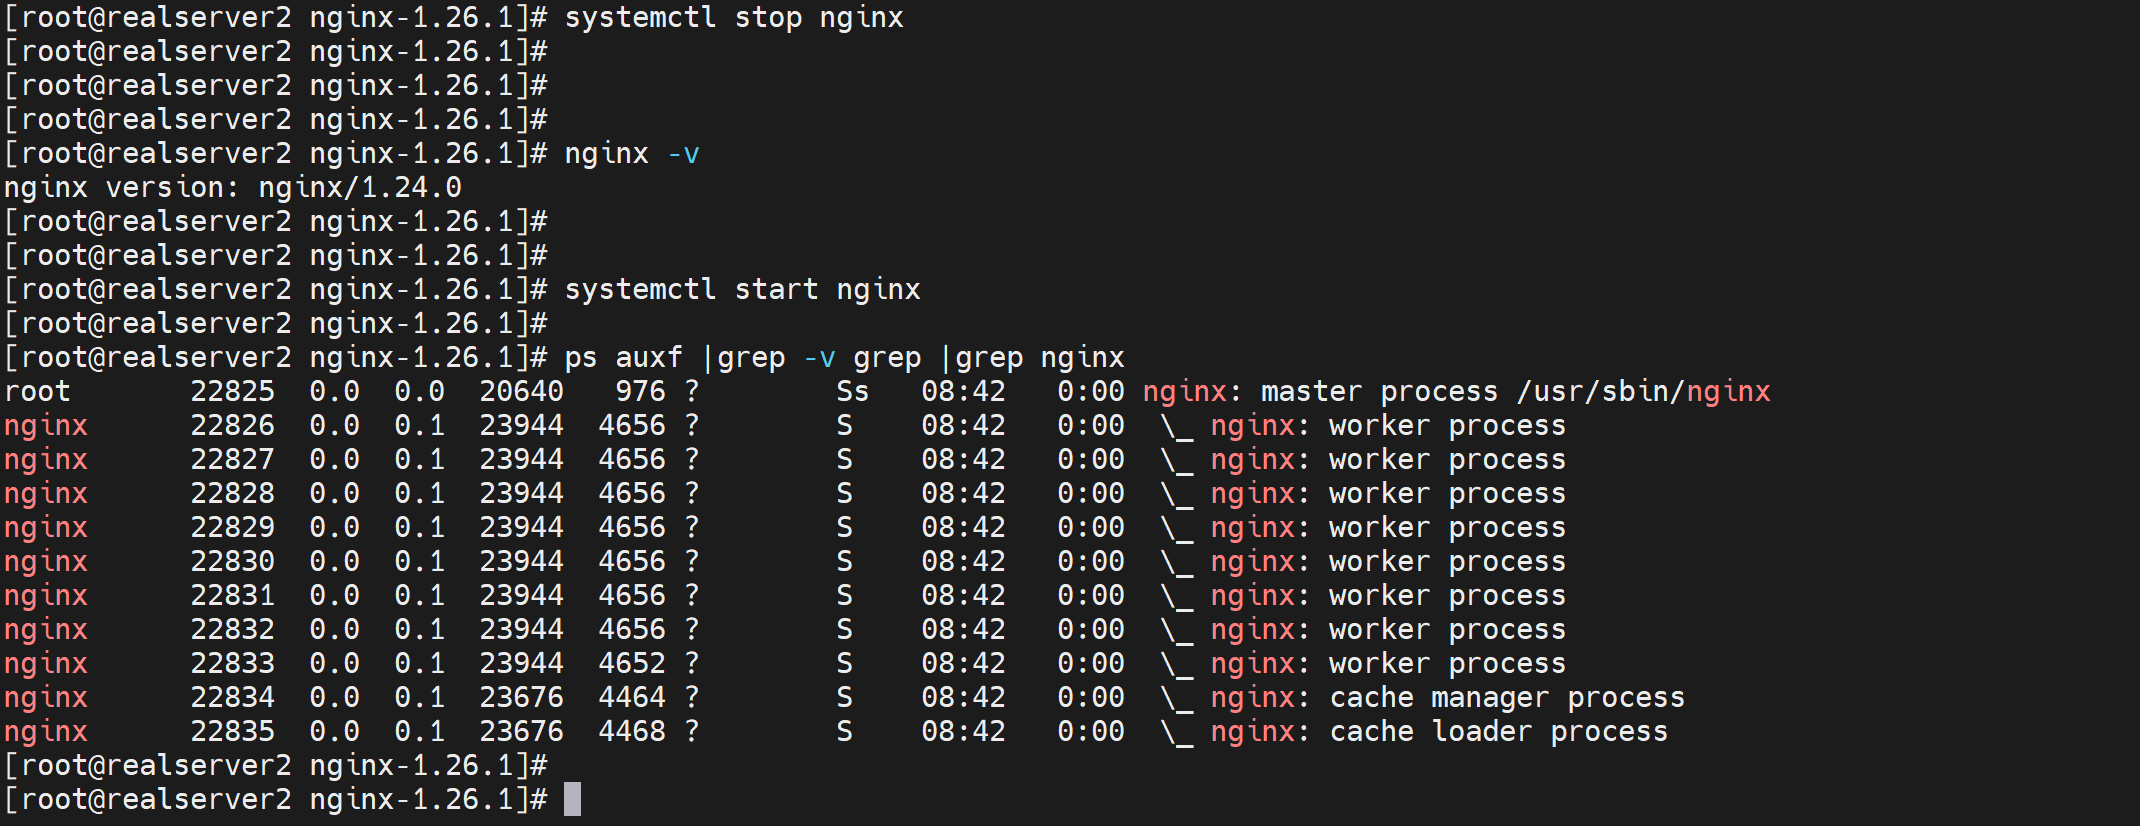 [root@realserver2 nginx-1.26.1]# systemctl stop nginx
[root@realserver2 nginx-1.26.1]#
[root@realserver2 nginx-1.26.1]#
[root@realserver2 nginx-1.26.1]#
[root@realserver2 nginx-1.26.1]# nginx -v
nginx version: nginx/1.24.0
[root@realserver2 nginx-1.26.1]#
[root@realserver2 nginx-1.26.1]#
[root@realserver2 nginx-1.26.1]# systemctl start nginx
[root@realserver2 nginx-1.26.1]#
[root@realserver2 nginx-1.26.1]# ps auxf |grep -v grep |grep nginx
root       22825  0.0  0.0  20640   976 ?        Ss   08:42   0:00 nginx: master process /usr/sbin/nginx
nginx      22826  0.0  0.1  23944  4656 ?        S    08:42   0:00  \_ nginx: worker process
nginx      22827  0.0  0.1  23944  4656 ?        S    08:42   0:00  \_ nginx: worker process
nginx      22828  0.0  0.1  23944  4656 ?        S    08:42   0:00  \_ nginx: worker process
nginx      22829  0.0  0.1  23944  4656 ?        S    08:42   0:00  \_ nginx: worker process
nginx      22830  0.0  0.1  23944  4656 ?        S    08:42   0:00  \_ nginx: worker process
nginx      22831  0.0  0.1  23944  4656 ?        S    08:42   0:00  \_ nginx: worker process
nginx      22832  0.0  0.1  23944  4656 ?        S    08:42   0:00  \_ nginx: worker process
nginx      22833  0.0  0.1  23944  4652 ?        S    08:42   0:00  \_ nginx: worker process
nginx      22834  0.0  0.1  23676  4464 ?        S    08:42   0:00  \_ nginx: cache manager process
nginx      22835  0.0  0.1  23676  4468 ?        S    08:42   0:00  \_ nginx: cache loader process
[root@realserver2 nginx-1.26.1]#
[root@realserver2 nginx-1.26.1]#